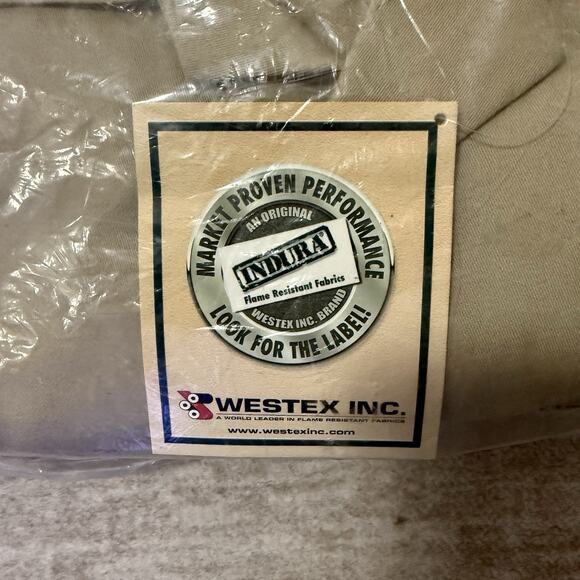 MARKET PROVEN PERFORMANCE
AN ORIGINAL
INDURA®
Flame Resistant Fabrics
WESTEX INC. BRAND
LOOK FOR THE LABEL!
WESTEX INC.
A WORLD LEADER IN FLAME RESISTANT FABRICS
www.westexinc.com